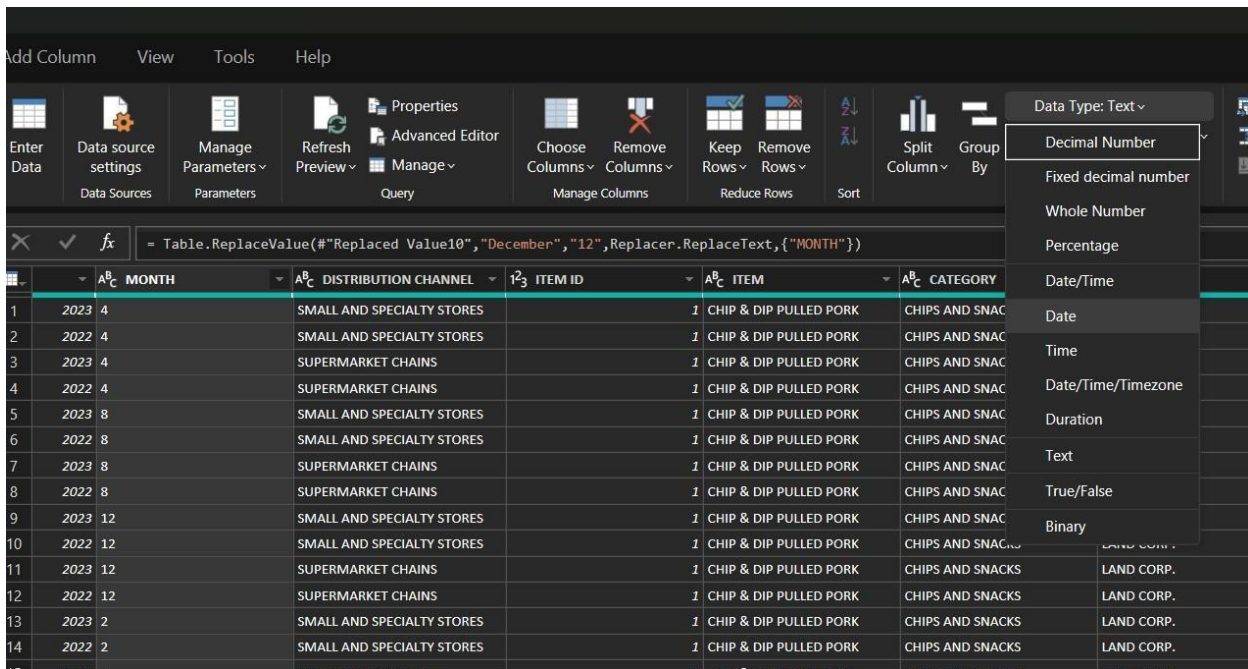 Add Column View Tools Help
Enter Data
Data source settings
Data Sources
Manage Parameters
Parameters
Refresh Preview
Properties
Advanced Editor
Manage
Query
Choose Columns
Remove Columns
Manage Columns
Keep Rows
Remove Rows
Reduce Rows
Sort
Split Column
Group By
Data Type: Text
Decimal Number
Fixed decimal number
Whole Number
Percentage
Date/Time
Date
Time
Date/Time/Timezone
Duration
Text
True/False
Binary
fx = Table.ReplaceValue(#"Replaced Value10","December","12",Replacer.ReplaceText,{"MONTH"})
ABC MONTH ABC DISTRIBUTION CHANNEL 123 ITEM ID ABC ITEM ABC CATEGORY
1 2023 4 SMALL AND SPECIALTY STORES 1 CHIP & DIP PULLED PORK CHIPS AND SNAC
2 2022 4 SMALL AND SPECIALTY STORES 1 CHIP & DIP PULLED PORK CHIPS AND SNAC
3 2023 4 SUPERMARKET CHAINS 1 CHIP & DIP PULLED PORK CHIPS AND SNAC
4 2022 4 SUPERMARKET CHAINS 1 CHIP & DIP PULLED PORK CHIPS AND SNAC
5 2023 8 SMALL AND SPECIALTY STORES 1 CHIP & DIP PULLED PORK CHIPS AND SNAC
6 2022 8 SMALL AND SPECIALTY STORES 1 CHIP & DIP PULLED PORK CHIPS AND SNAC
7 2023 8 SUPERMARKET CHAINS 1 CHIP & DIP PULLED PORK CHIPS AND SNAC
8 2022 8 SUPERMARKET CHAINS 1 CHIP & DIP PULLED PORK CHIPS AND SNAC
9 2023 12 SMALL AND SPECIALTY STORES 1 CHIP & DIP PULLED PORK CHIPS AND SNAC
10 2022 12 SMALL AND SPECIALTY STORES 1 CHIP & DIP PULLED PORK CHIPS AND SNACKS LAND CORP.
11 2023 12 SUPERMARKET CHAINS 1 CHIP & DIP PULLED PORK CHIPS AND SNACKS LAND CORP.
12 2022 12 SUPERMARKET CHAINS 1 CHIP & DIP PULLED PORK CHIPS AND SNACKS LAND CORP.
13 2023 2 SMALL AND SPECIALTY STORES 1 CHIP & DIP PULLED PORK CHIPS AND SNACKS LAND CORP.
14 2022 2 SMALL AND SPECIALTY STORES 1 CHIP & DIP PULLED PORK CHIPS AND SNACKS LAND CORP.